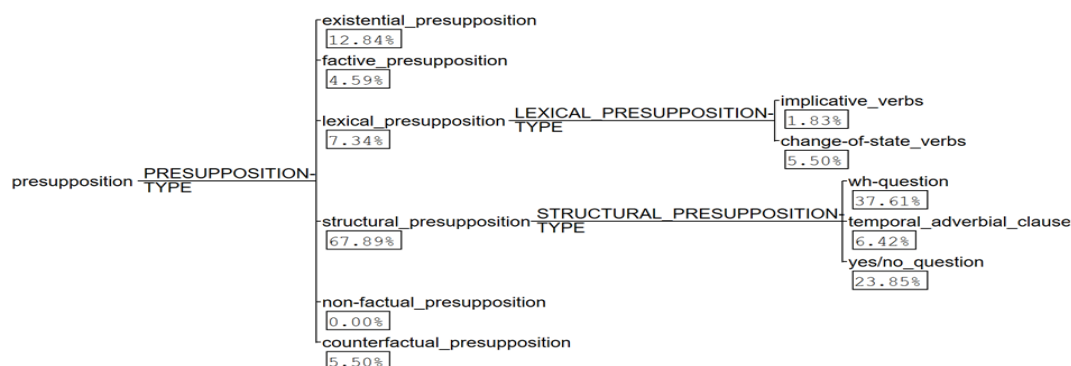 existential_presupposition
12.84%
factive_presupposition
4.59%
lexical_presupposition
7.34%
LEXICAL_PRESUPPOSITION-
TYPE
implicative_verbs
1.83%
change-of-state_verbs
5.50%
presupposition
PRESUPPOSITION-
TYPE
structural_presupposition
67.89%
STRUCTURAL_PRESUPPOSITION-
TYPE
wh-question
37.61%
temporal_adverbial_clause
6.42%
yes/no_question
23.85%
non-factual_presupposition
0.00%
counterfactual_presupposition
5.50%